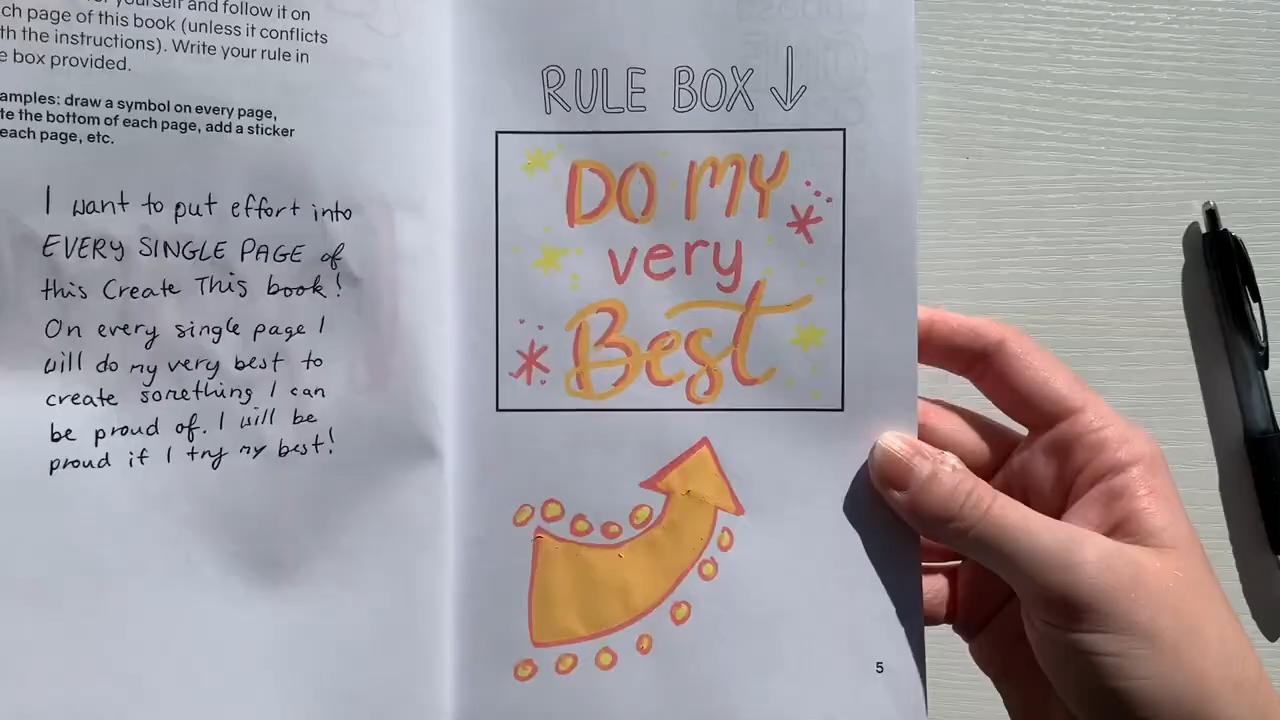 yourself and follow it on
ch page of this book (unless it conflicts
th the instructions). Write your rule in
e box provided.
amples: draw a symbol on every page,
te the bottom of each page, add a sticker
each page, etc.
I want to put effort into
EVERY SINGLE PAGE of
this Create This book!
On every single page I
will do my very best to
create something I can
be proud of. I will be
proud if I try my best!
RULE BOX
DO MY
very
Best
5